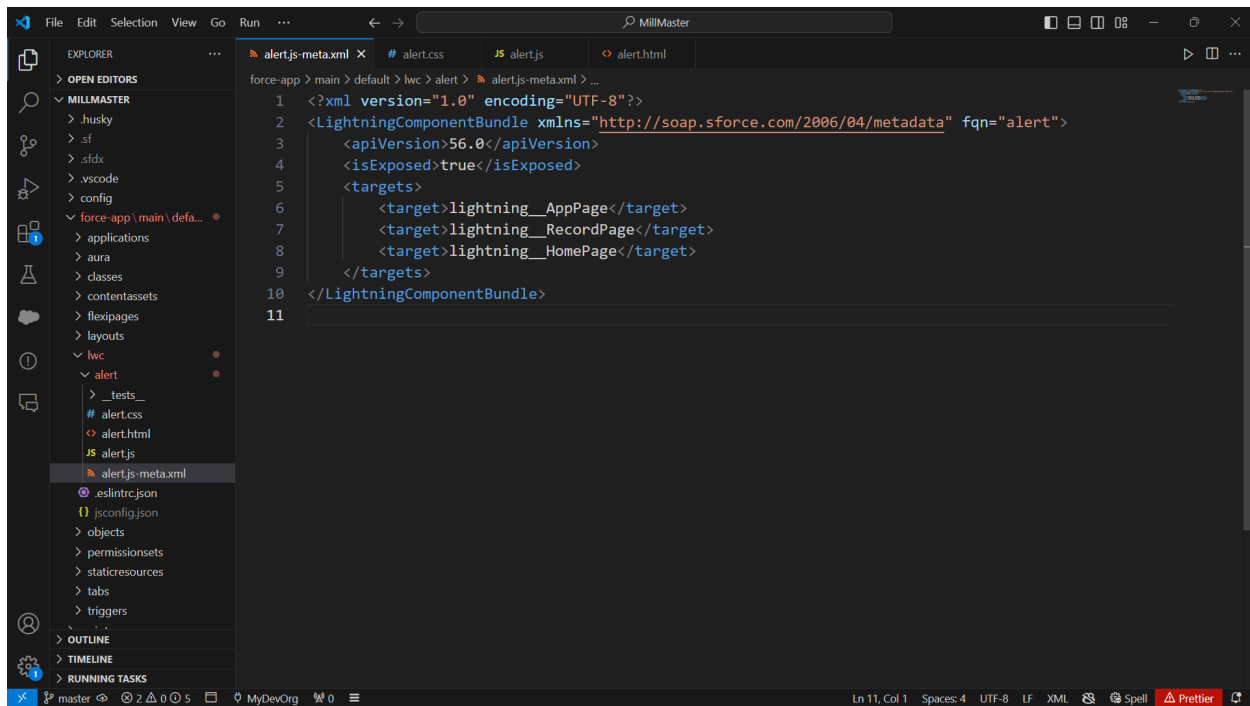 File Edit Selection View Go Run ··· MillMaster
EXPLORER ···
OPEN EDITORS
MILLMASTER
.husky
.sf
.sfdx
.vscode
config
force-app\main\defa...
applications
aura
classes
contentassets
flexipages
layouts
lwc
alert
__tests__
# alert.css
<> alert.html
JS alert.js
alert.js-meta.xml
.eslintrc.json
{} jsconfig.json
objects
permissionsets
staticresources
tabs
triggers
OUTLINE
TIMELINE
RUNNING TASKS
1
1
alert.js-meta.xml # alert.css JS alert.js <> alert.html
force-app > main > default > lwc > alert > alert.js-meta.xml > ...
1 <?xml version="1.0" encoding="UTF-8"?>
2 <LightningComponentBundle xmlns="http://soap.sforce.com/2006/04/metadata" fqn="alert">
3 <apiVersion>56.0</apiVersion>
4 <isExposed>true</isExposed>
5 <targets>
6 <target>lightning__AppPage</target>
7 <target>lightning__RecordPage</target>
8 <target>lightning__HomePage</target>
9 </targets>
10 </LightningComponentBundle>
11
master 2 0 5 MyDevOrg 0 Ln 11, Col 1 Spaces: 4 UTF-8 LF XML Spell Prettier